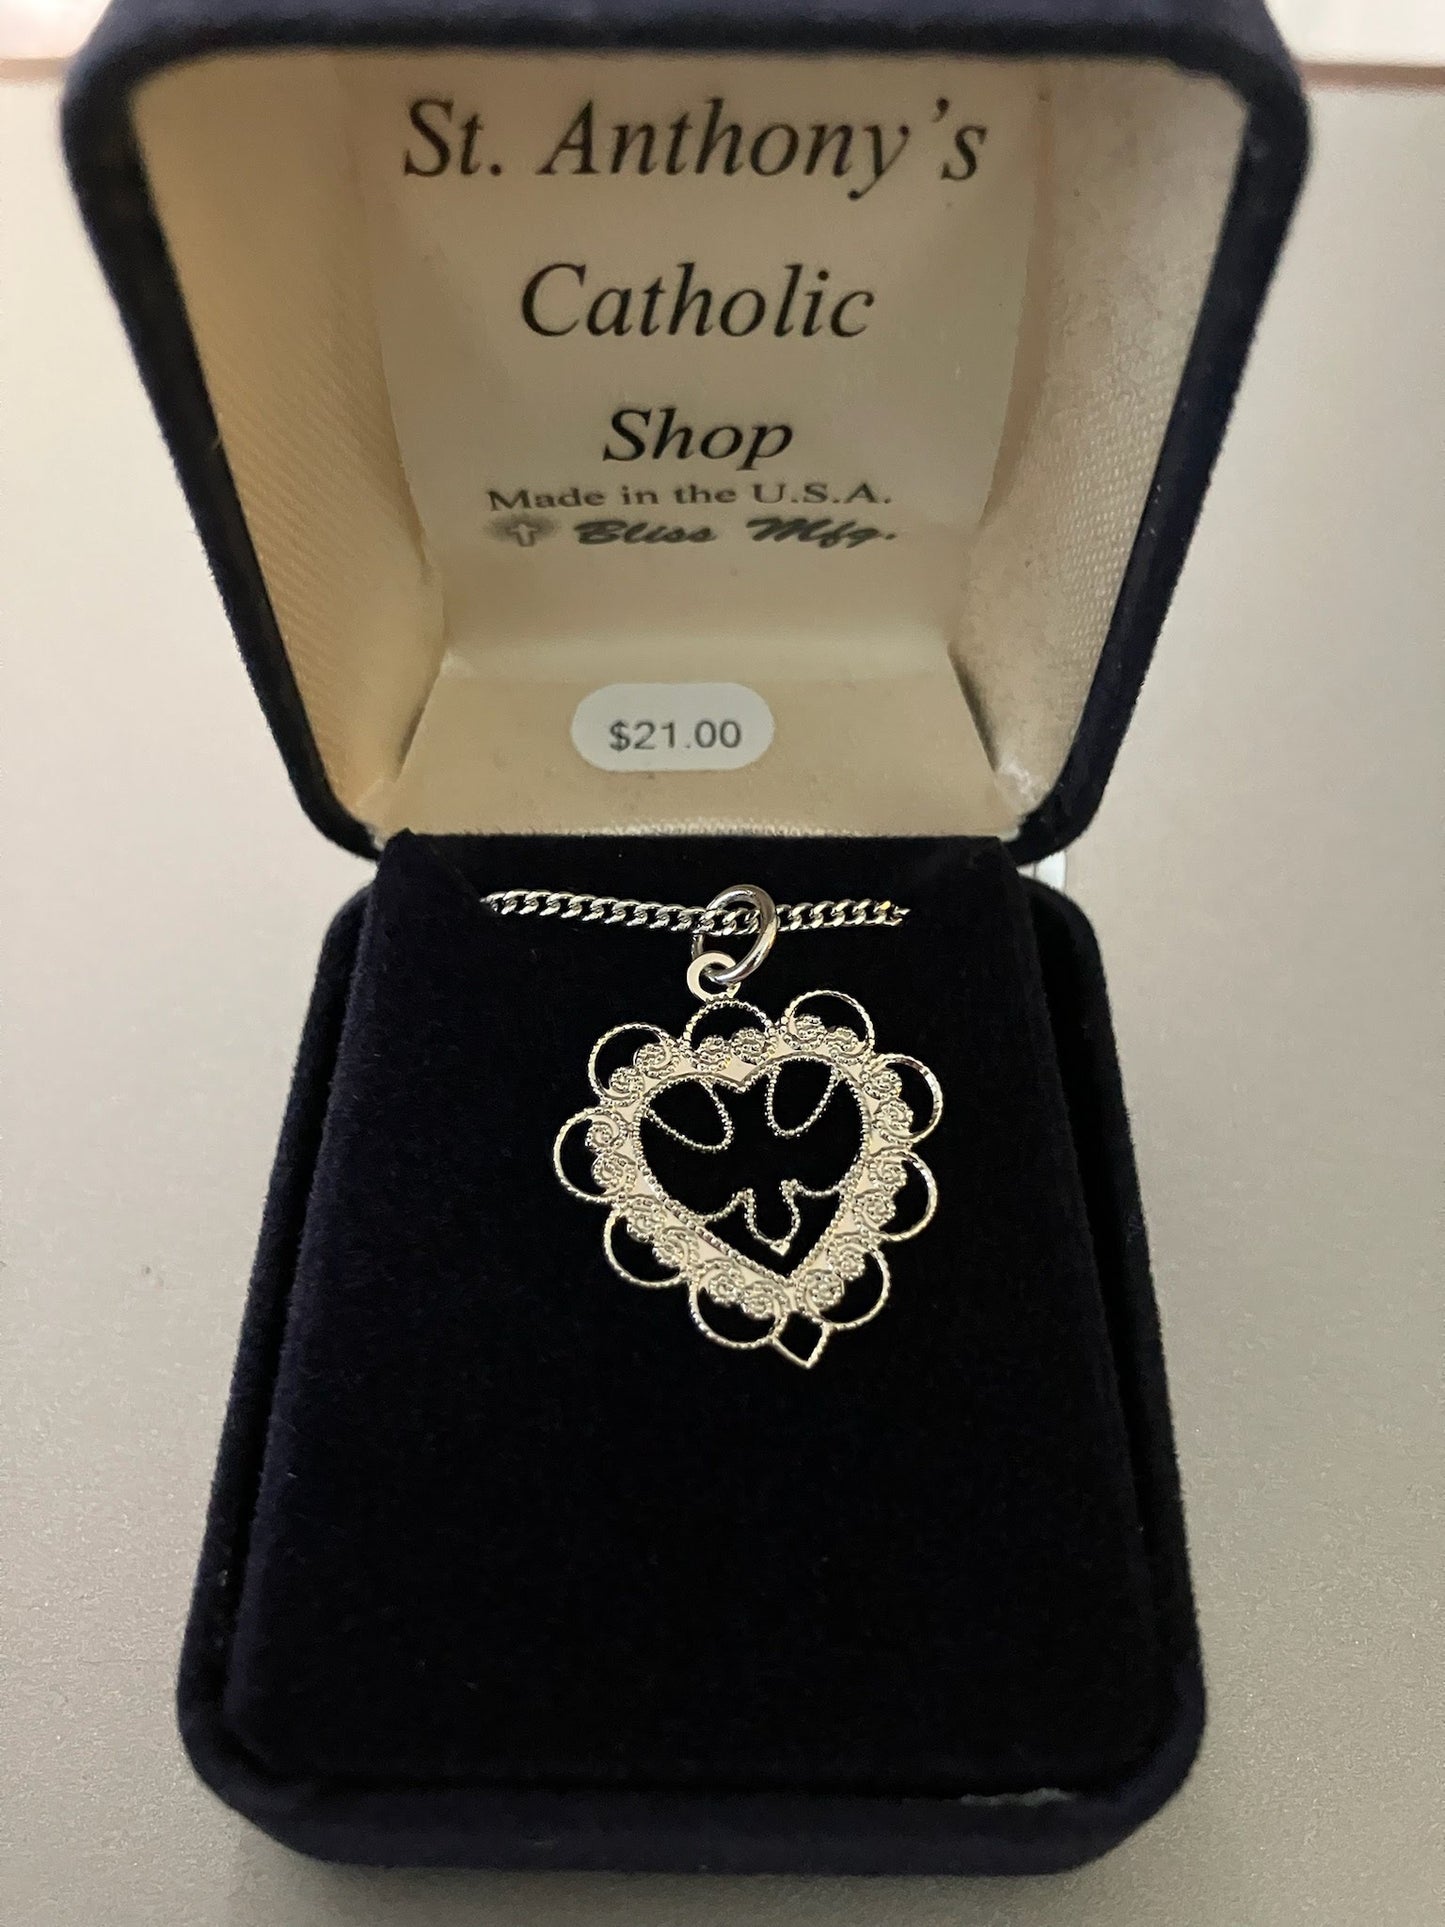 St. Anthony's
Catholic
Shop
Made in the U.S.A.
Bliss Mfg.
$21.00